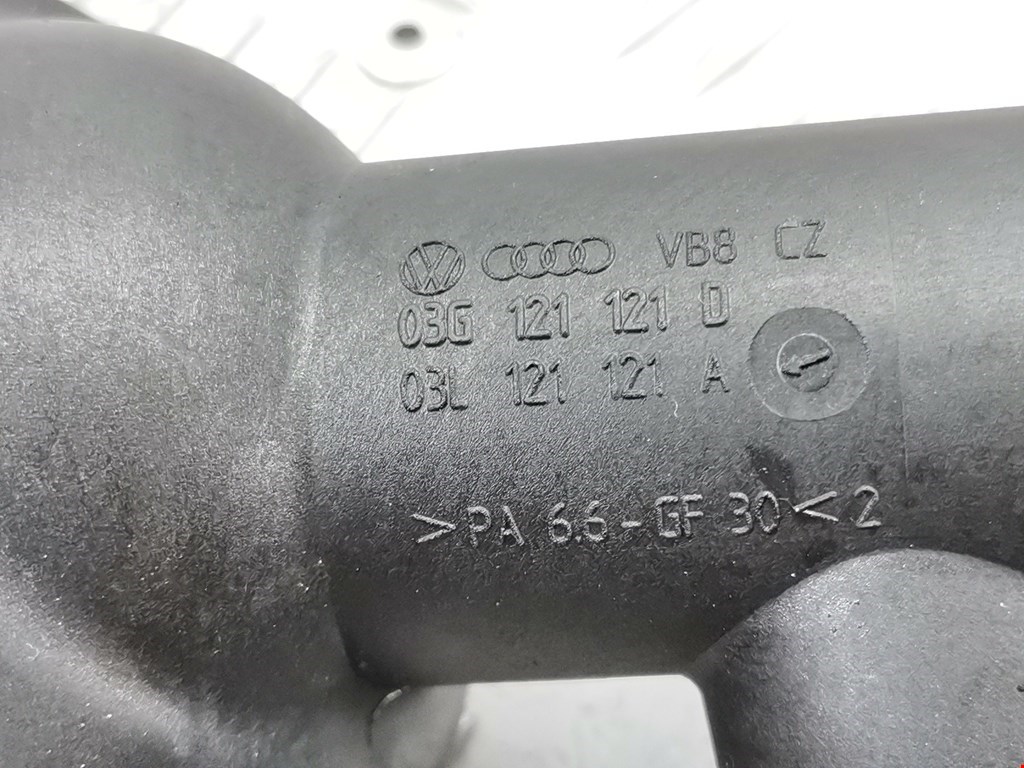 VB8 CZ
03G 121 121 D
03L 121 121 A
>PA 6.6-GF 30< 2